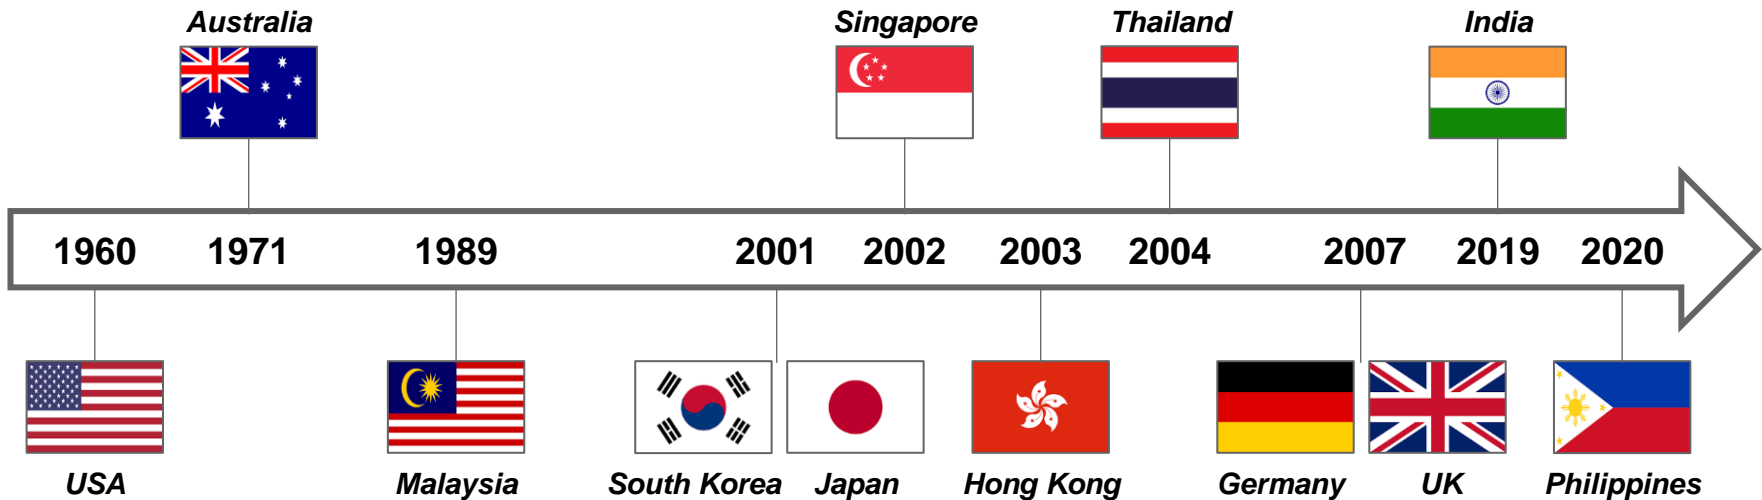 Australia
Singapore
Thailand
India
1960
1971
1989
2001
2002
2003
2004
2007
2019
2020
USA
Malaysia
South Korea
Japan
Hong Kong
Germany
UK
Philippines